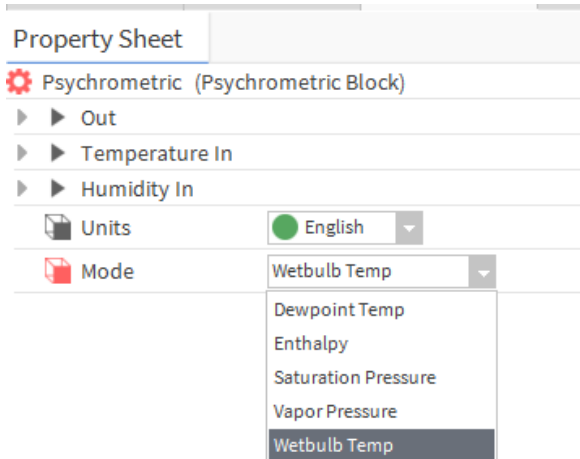 Property Sheet
Psychrometric (Psychrometric Block)
Out
Temperature In
Humidity In
Units English
Mode Wetbulb Temp
Dewpoint Temp
Enthalpy
Saturation Pressure
Vapor Pressure
Wetbulb Temp